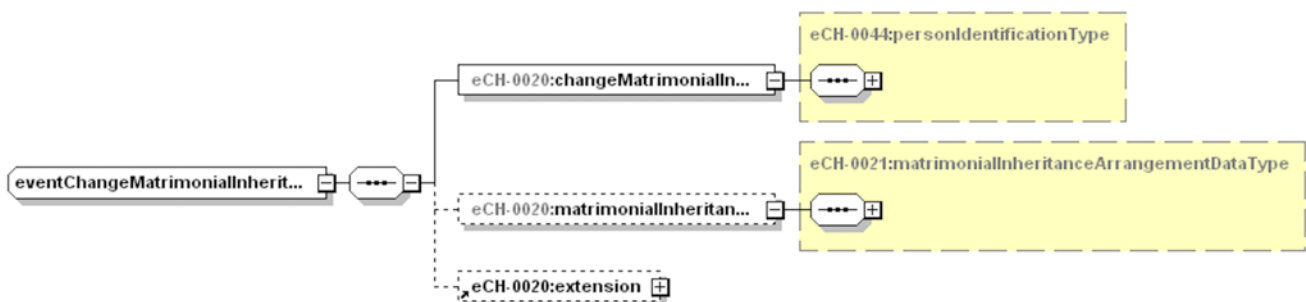 eCH-0044:personIdentificationType
eCH-0020:changeMatrimonialIn...
eCH-0021:matrimonialInheritanceArrangementDataType
eventChangeMatrimonialInherit...
eCH-0020:matrimonialInheritan...
eCH-0020:extension